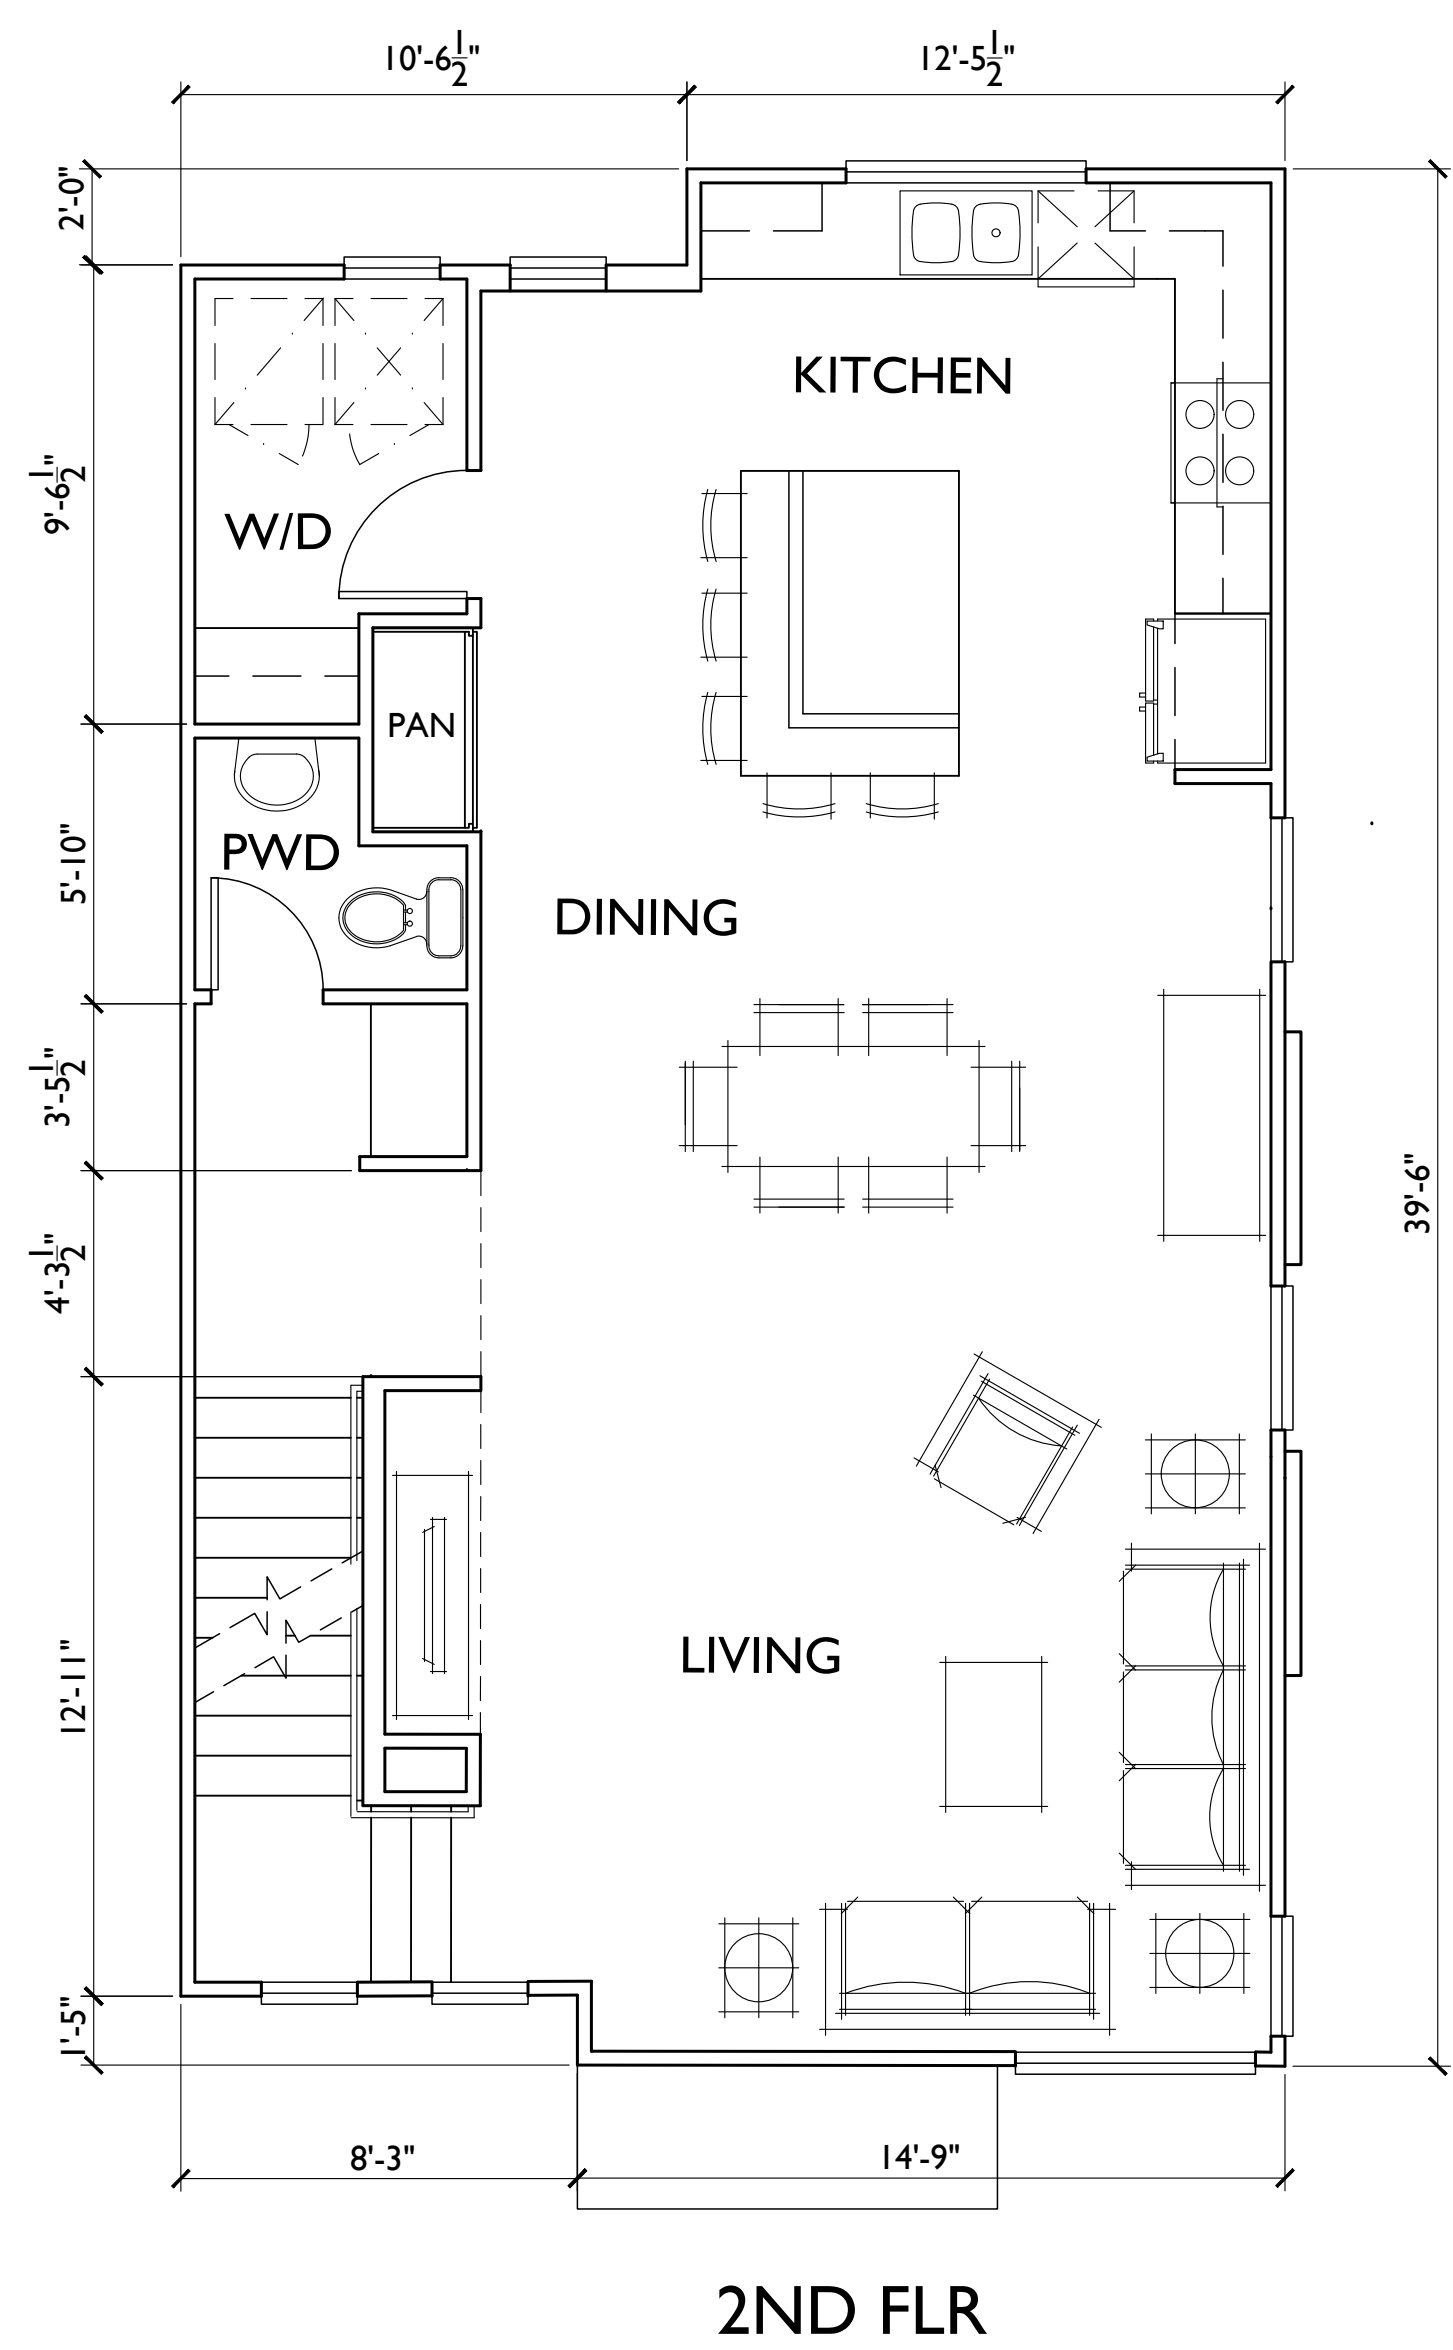 10'-6 1/2"
12'-5 1/2"
2'-0"
KITCHEN
9'-6 1/2"
W/D
PAN
PWD
5'-10"
DINING
3'-5 1/2"
39'-6"
4'-3 1/2"
LIVING
12'-11"
1'-5"
8'-3"
14'-9"
2ND FLR